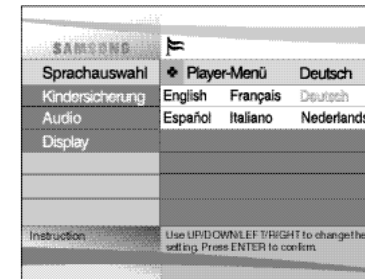 SAMSUNG
Sprachauswahl Player-Menü Deutsch
Kindersicherung English Français Deutsch
Audio Español Italiano Nederlands
Display
Instruction Use UP/DOWN/LEFT/RIGHT to change the
setting. Press ENTER to confirm.